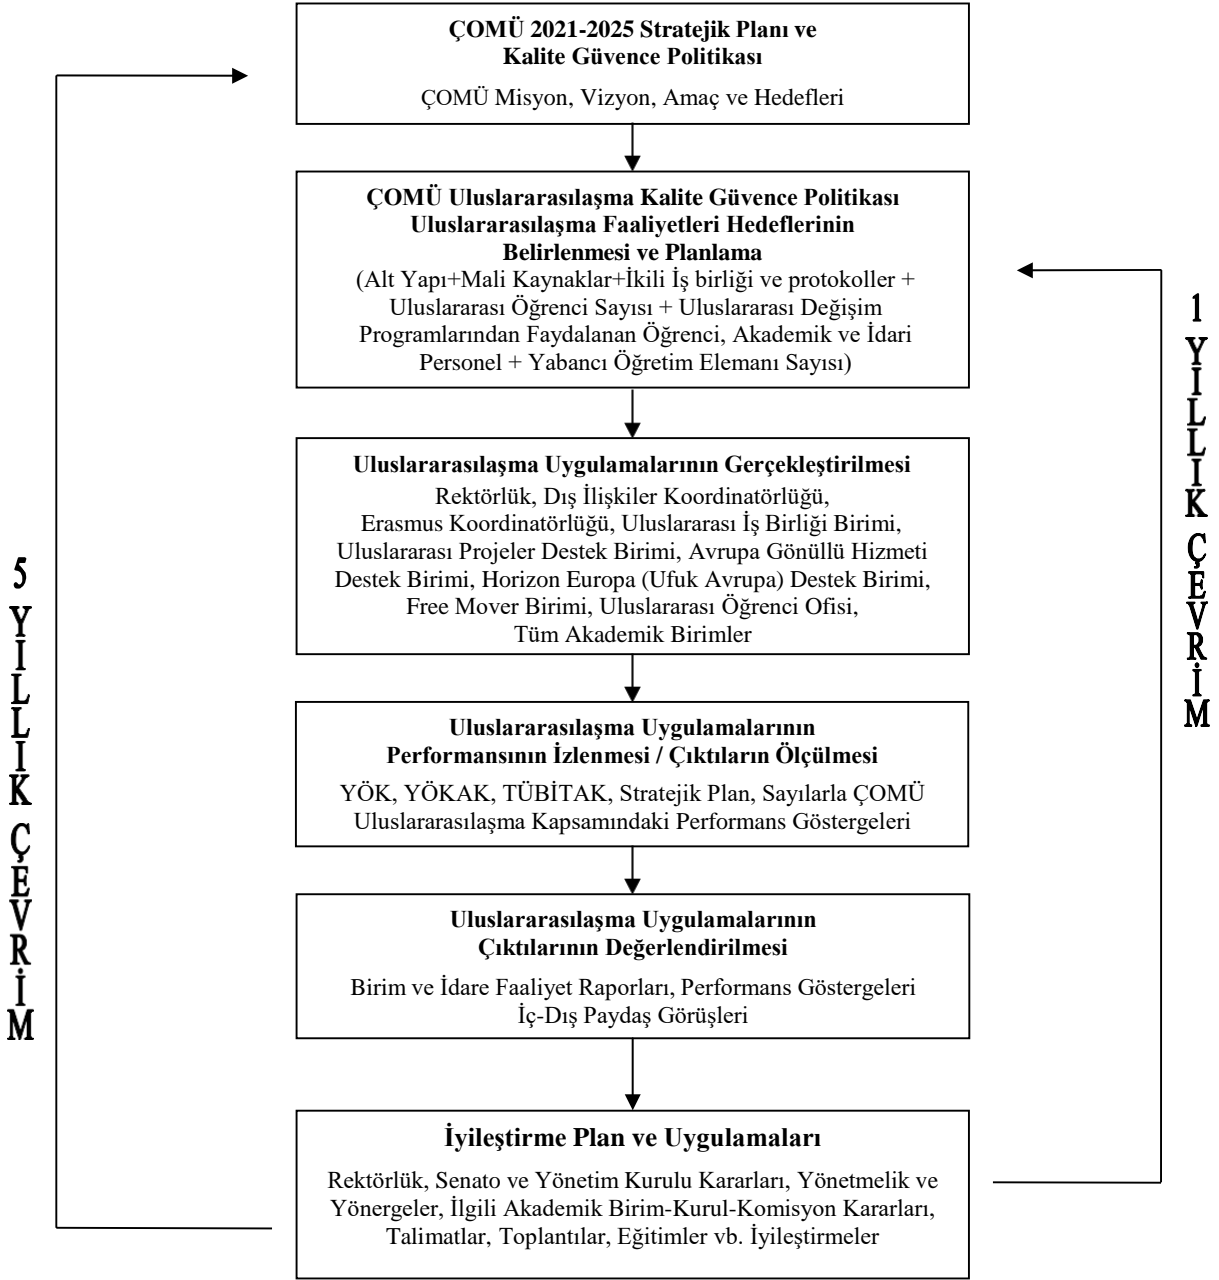 ÇOMÜ 2021-2025 Stratejik Planı ve
Kalite Güvence Politikası
ÇOMÜ Misyon, Vizyon, Amaç ve Hedefleri
ÇOMÜ Uluslararasılaşma Kalite Güvence Politikası
Uluslararasılaşma Faaliyetleri Hedeflerinin
Belirlenmesi ve Planlama
(Alt Yapı+Mali Kaynaklar+İkili İş birliği ve protokoller +
Uluslararası Öğrenci Sayısı + Uluslararası Değişim
Programlarından Faydalanan Öğrenci, Akademik ve İdari
Personel + Yabancı Öğretim Elemanı Sayısı)
Uluslararasılaşma Uygulamalarının Gerçekleştirilmesi
Rektörlük, Dış İlişkiler Koordinatörlüğü,
Erasmus Koordinatörlüğü, Uluslararası İş Birliği Birimi,
Uluslararası Projeler Destek Birimi, Avrupa Gönüllü Hizmeti
Destek Birimi, Horizon Europa (Ufuk Avrupa) Destek Birimi,
Free Mover Birimi, Uluslararası Öğrenci Ofisi,
Tüm Akademik Birimler
Uluslararasılaşma Uygulamalarının
Performansının İzlenmesi / Çıktıların Ölçülmesi
YÖK, YÖKAK, TÜBİTAK, Stratejik Plan, Sayılarla ÇOMÜ
Uluslararasılaşma Kapsamındaki Performans Göstergeleri
Uluslararasılaşma Uygulamalarının
Çıktılarının Değerlendirilmesi
Birim ve İdare Faaliyet Raporları, Performans Göstergeleri
İç-Dış Paydaş Görüşleri
İyileştirme Plan ve Uygulamaları
Rektörlük, Senato ve Yönetim Kurulu Kararları, Yönetmelik ve
Yönergeler, İlgili Akademik Birim-Kurul-Komisyon Kararları,
Talimatlar, Toplantılar, Eğitimler vb. İyileştirmeler
5 YILLIK ÇEVRİM
1 YILLIK ÇEVRİM